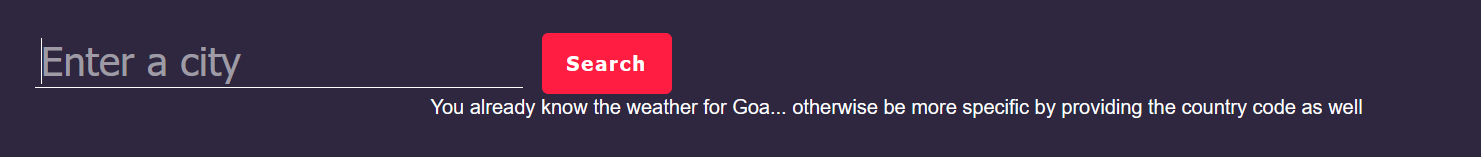 Enter a city
Search
You already know the weather for Goa... otherwise be more specific by providing the country code as well